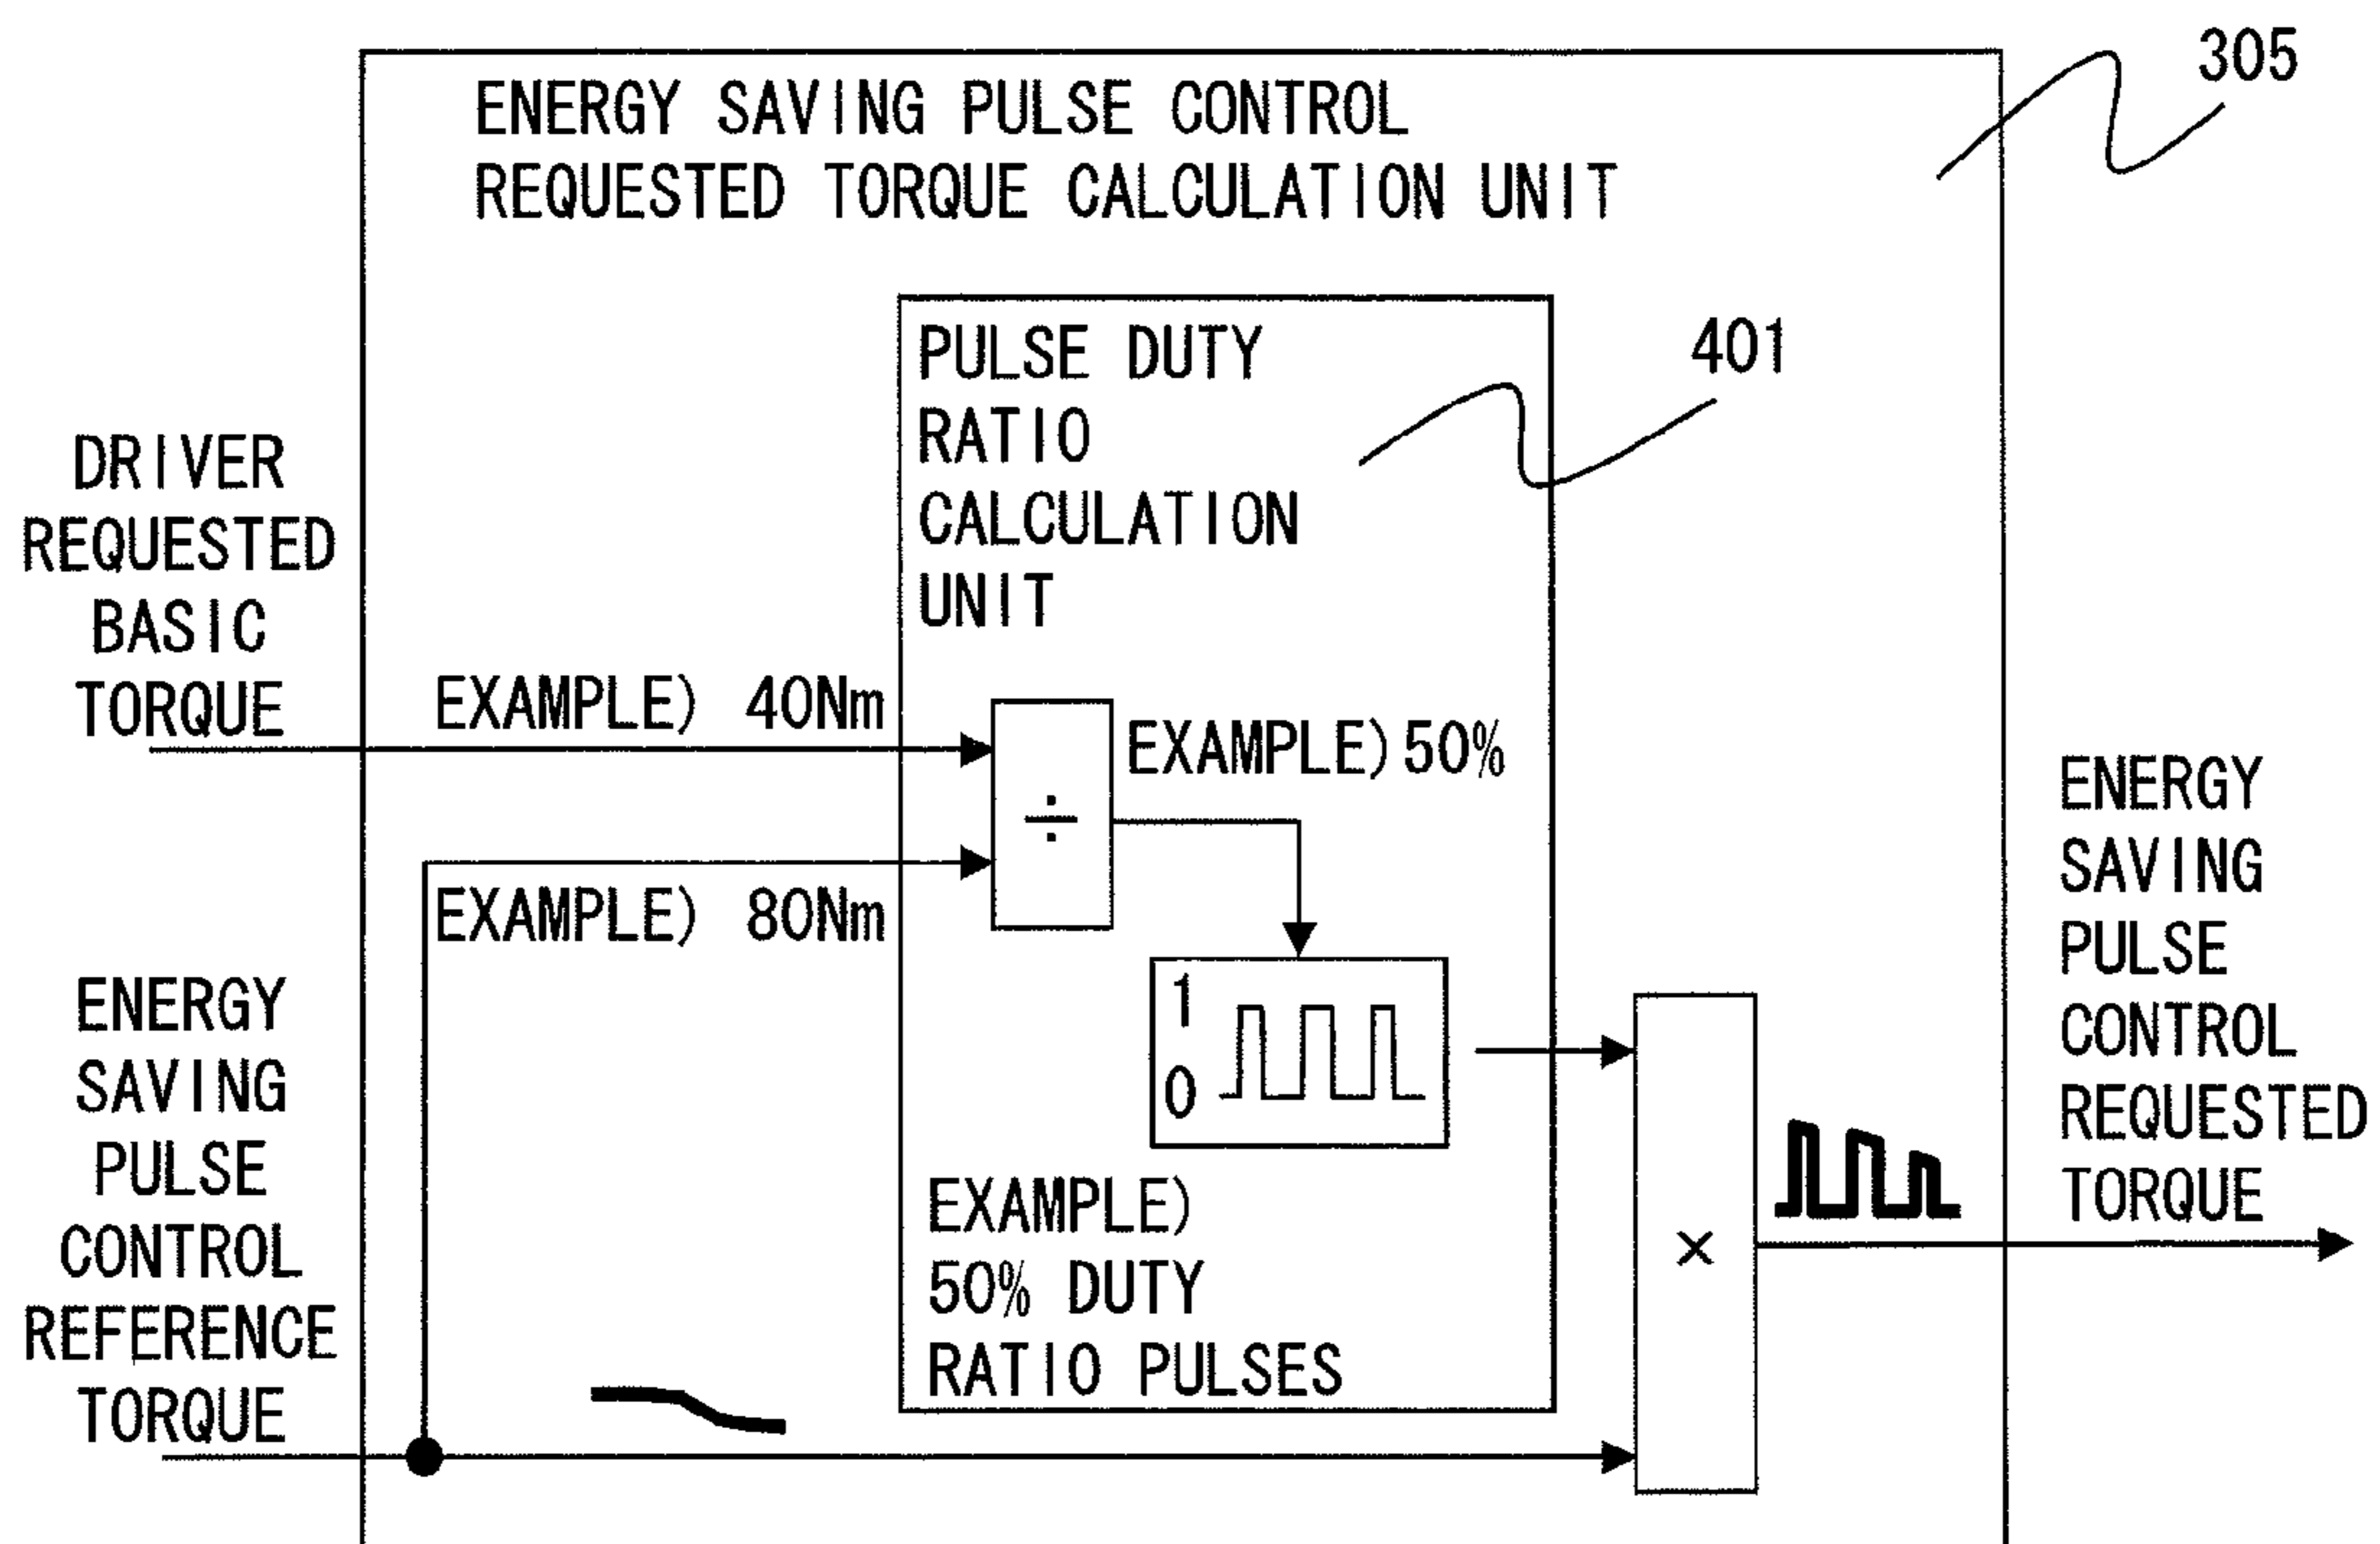 305
ENERGY SAVING PULSE CONTROL
REQUESTED TORQUE CALCULATION UNIT
401
PULSE DUTY
RATIO
CALCULATION
UNIT
DRIVER
REQUESTED
BASIC
TORQUE
EXAMPLE) 40Nm
÷
EXAMPLE) 50%
EXAMPLE) 80Nm
1
0
EXAMPLE)
50% DUTY
RATIO PULSES
ENERGY
SAVING
PULSE
CONTROL
REFERENCE
TORQUE
×
ENERGY
SAVING
PULSE
CONTROL
REQUESTED
TORQUE